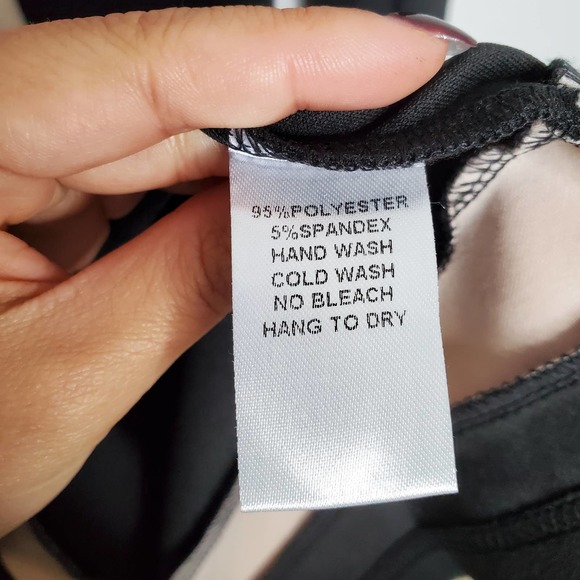 95%POLYESTER
5%SPANDEX
HAND WASH
COLD WASH
NO BLEACH
HANG TO DRY